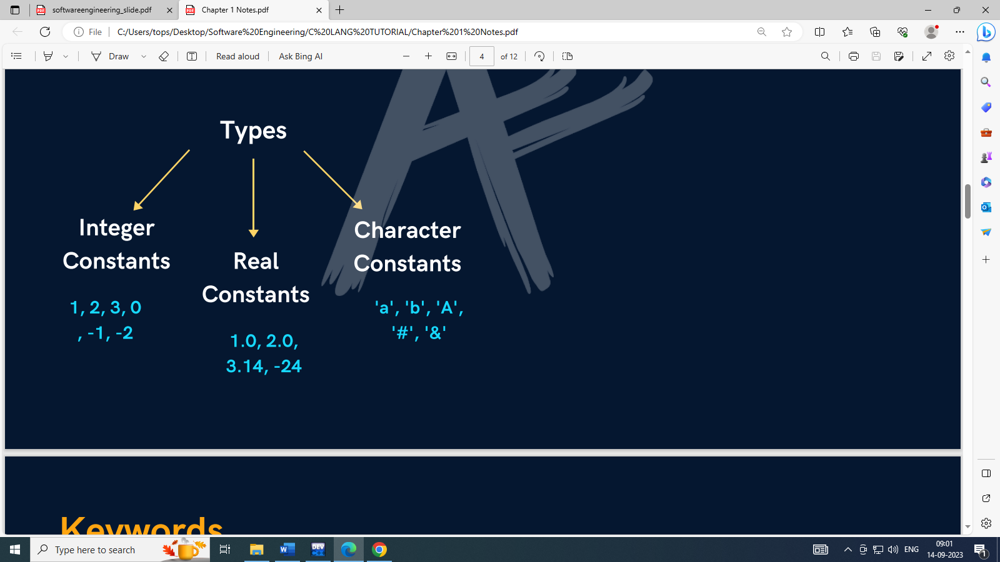 softwareengineering_slide.pdf
Chapter 1 Notes.pdf
File
C:/Users/tops/Desktop/Software%20Engineering/C%20LANG%20TUTORIAL/Chapter%201%20Notes.pdf
Draw
Read aloud
Ask Bing AI
4
of 12
Types
Integer
Constants
1, 2, 3, 0
, -1, -2
Real
Constants
1.0, 2.0,
3.14, -24
Character
Constants
'a', 'b', 'A',
'#', '&'
Keywords
Type here to search
DEV
ENG
09:01
14-09-2023
1